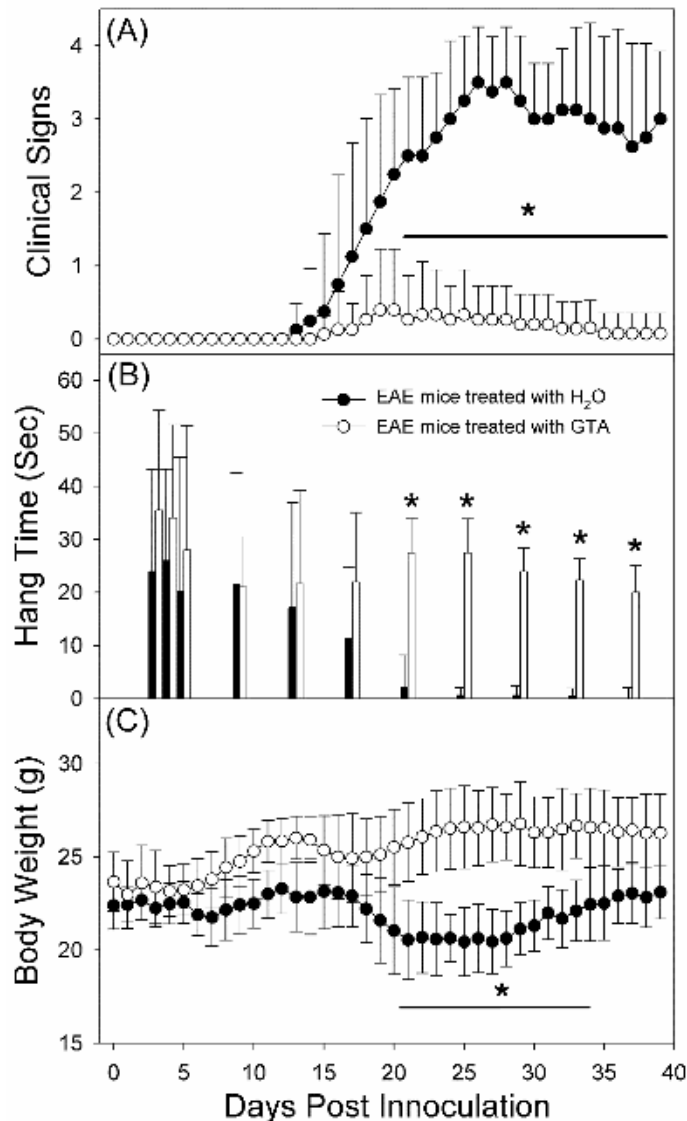 (A)
Clinical Signs
4
3
2
1
0
(B)
Hang Time (Sec)
60
50
40
30
20
10
0
EAE mice treated with H₂O
EAE mice treated with GTA
*
* * * * *
(C)
Body Weight (g)
30
25
20
15
*
0 5 10 15 20 25 30 35 40
Days Post Innoculation